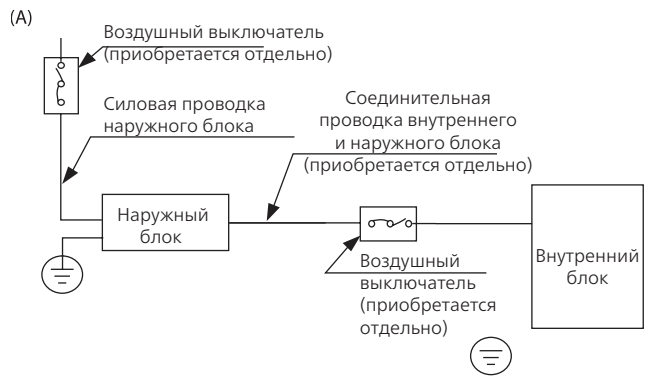 (A)
Воздушный выключатель
(приобретается отдельно)
Силовая проводка
наружного блока
Соединительная
проводка внутреннего
и наружного блока
(приобретается отдельно)
Наружный
блок
Воздушный
выключатель
(приобретается
отдельно)
Внутренний
блок